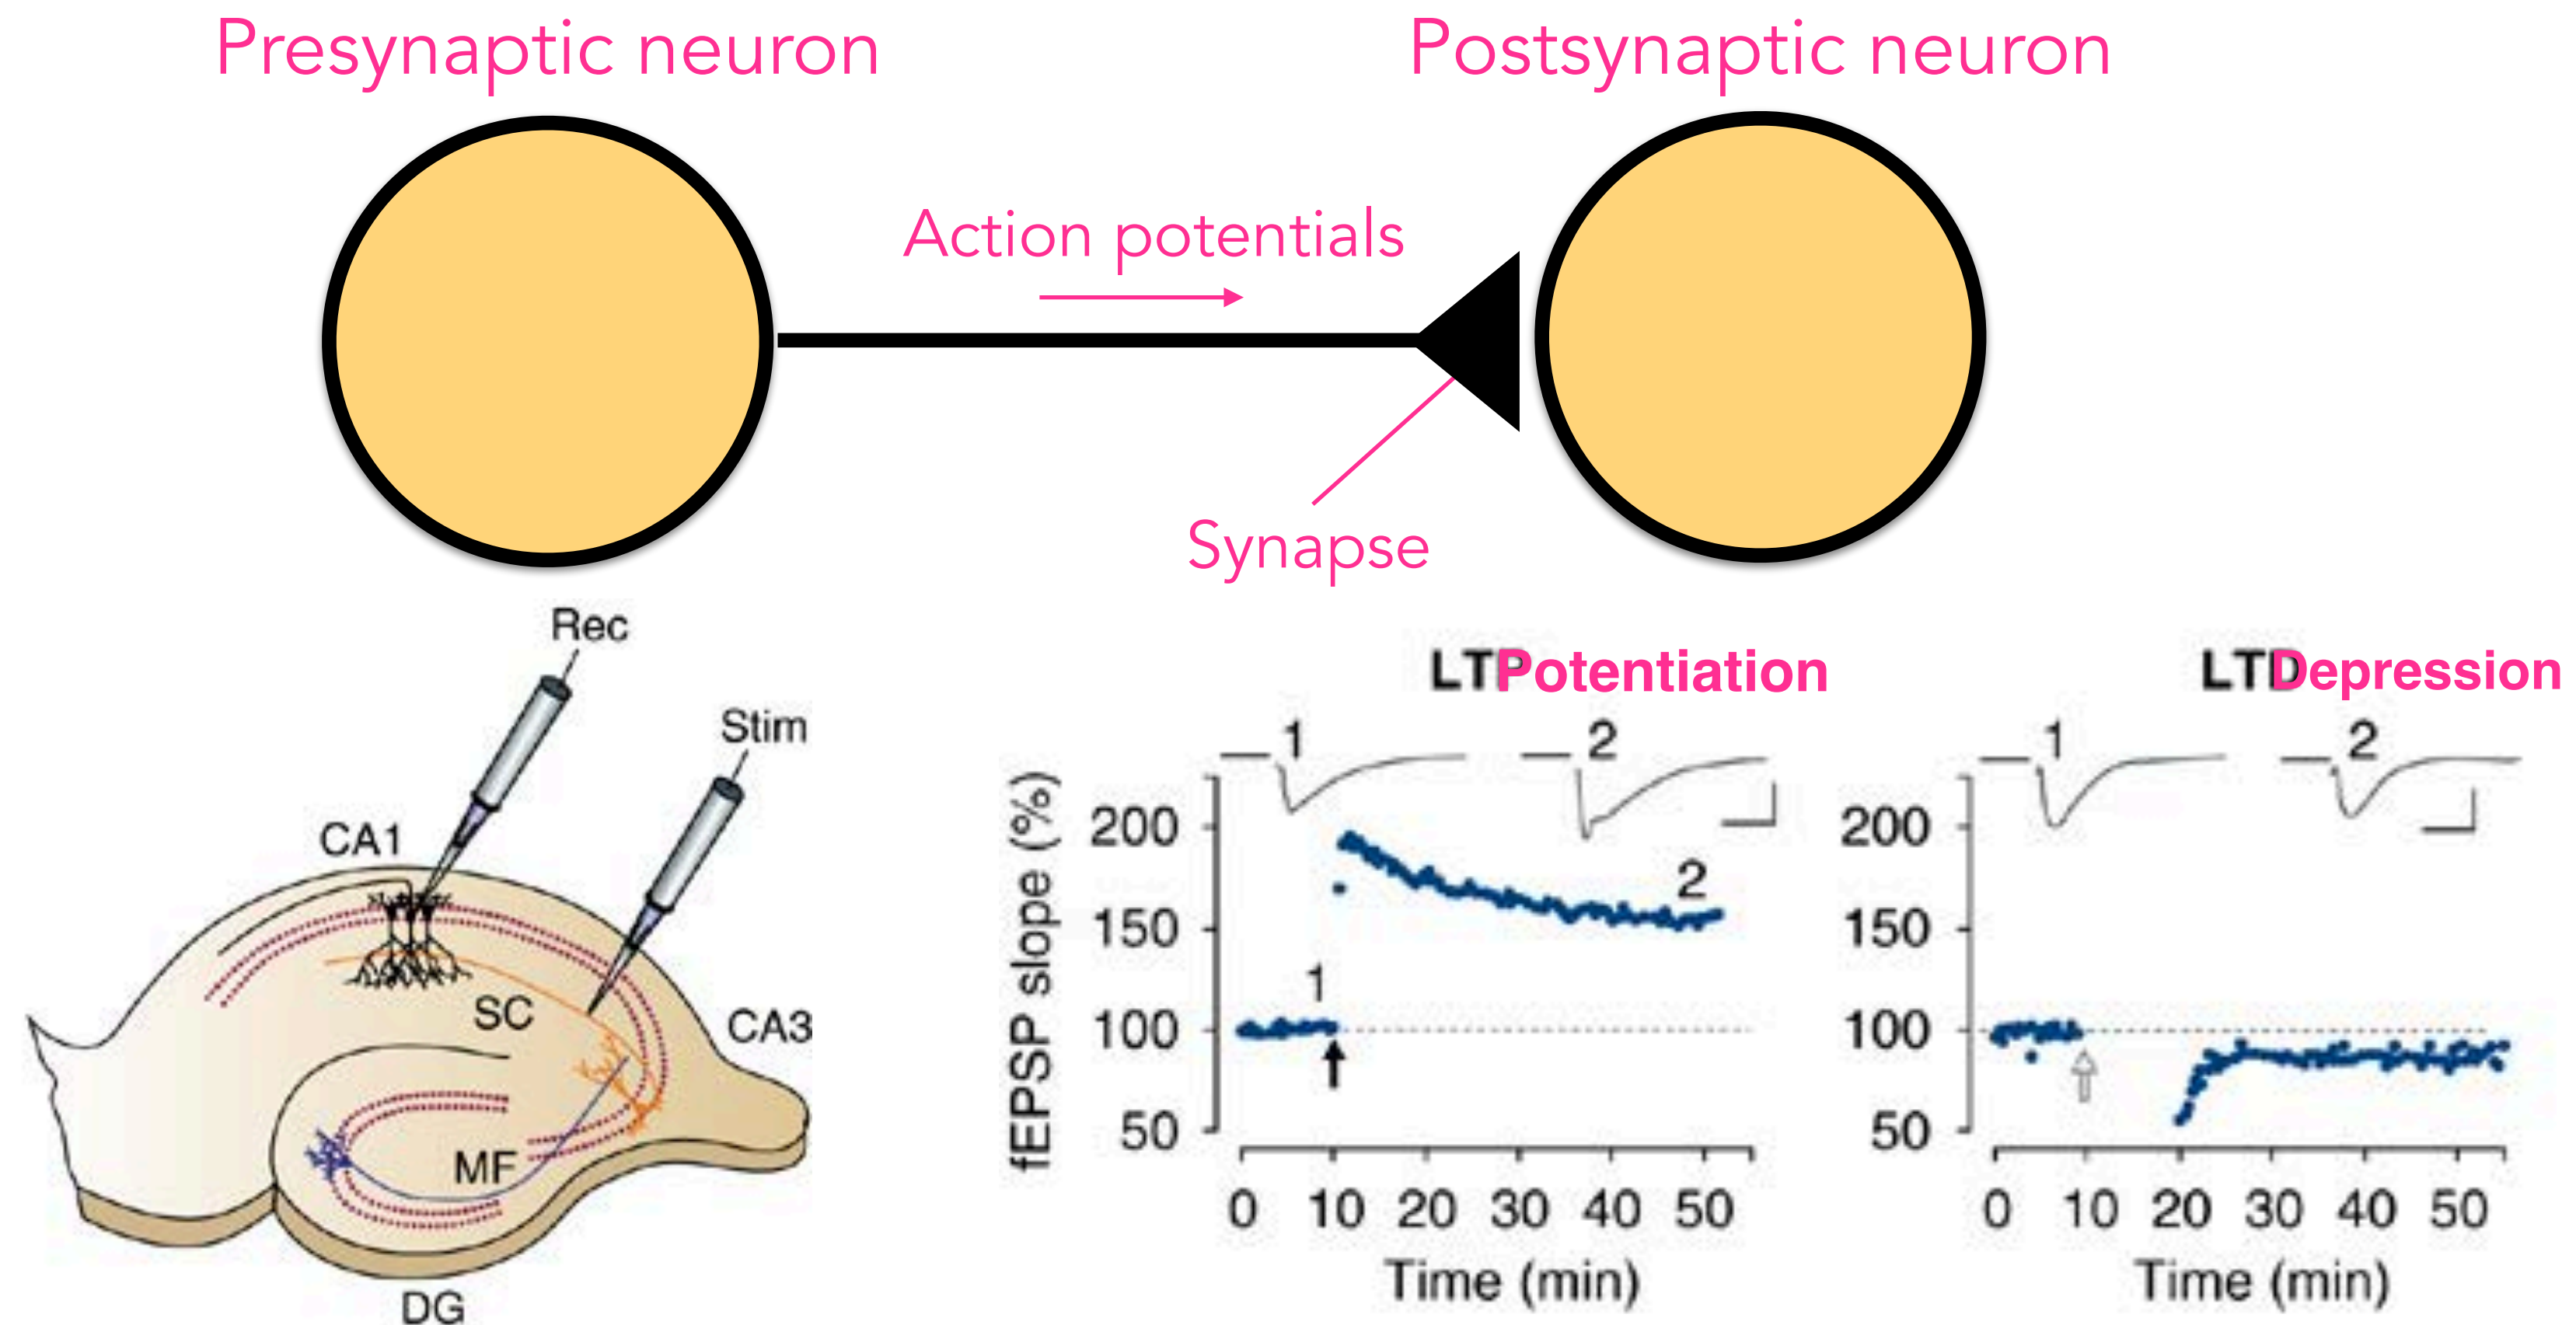 Presynaptic neuron
Postsynaptic neuron
Action potentials
Synapse
Rec
Stim
CA1
SC
CA3
MF
DG
LTPotentiation
1
2
fEPSP slope (%)
200
150
100
50
1
2
0 10 20 30 40 50
Time (min)
LTDepression
1
2
200
150
100
50
0 10 20 30 40 50
Time (min)